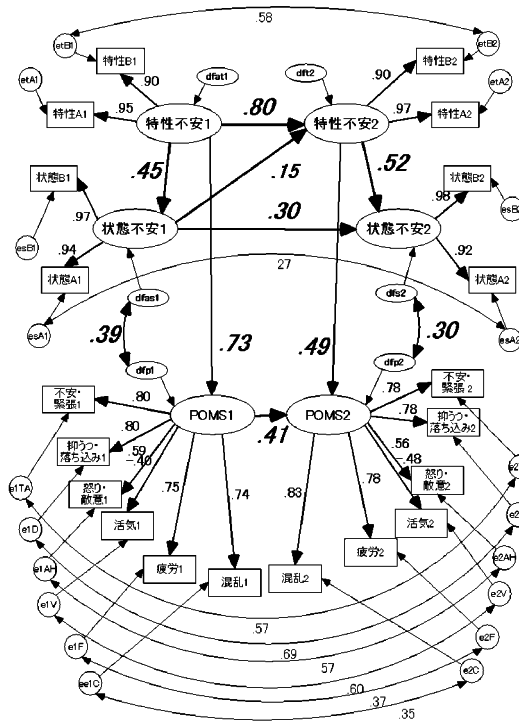 .58
etB1
etB2
特性B1
特性B2
etA1
etA2
dfat1
dft2
.90
.90
特性A1
.95
.97
特性A2
特性不安1
.80
特性不安2
.45
.15
.52
状態B1
状態B2
.97
.98
esB1
esB2
状態不安1
.30
状態不安2
.94
.92
状態A1
状態A2
27
esA1
esA2
dfas1
dfs2
.39
.30
dfp1
dfp2
.73
.49
不安・
緊張1
不安・
緊張2
.80
.78
POMS1
.41
POMS2
抑うつ・
落ち込み1
抑うつ・
落ち込み2
.80
.78
.59
-.40
.56
-.48
怒り・
敵意1
怒り・
敵意2
活気1
活気2
.75
.74
.83
.78
疲労1
混乱1
混乱2
疲労2
e1TA
e1D
e1AH
e2AH
e1V
e2V
e1F
e2F
ee1C
e2C
.57
.69
57
.60
.37
.35